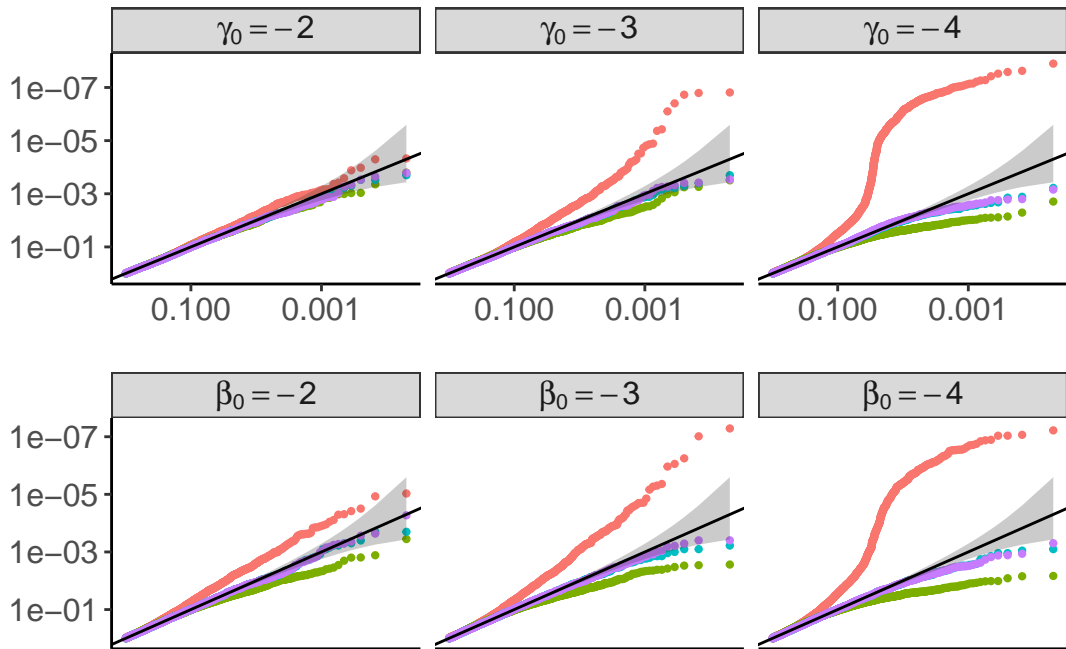 γ₀ = −2 γ₀ = −3 γ₀ = −4
1e−07
1e−05
1e−03
1e−01
0.100 0.001 0.100 0.001 0.100 0.001
β₀ = −2 β₀ = −3 β₀ = −4
1e−07
1e−05
1e−03
1e−01